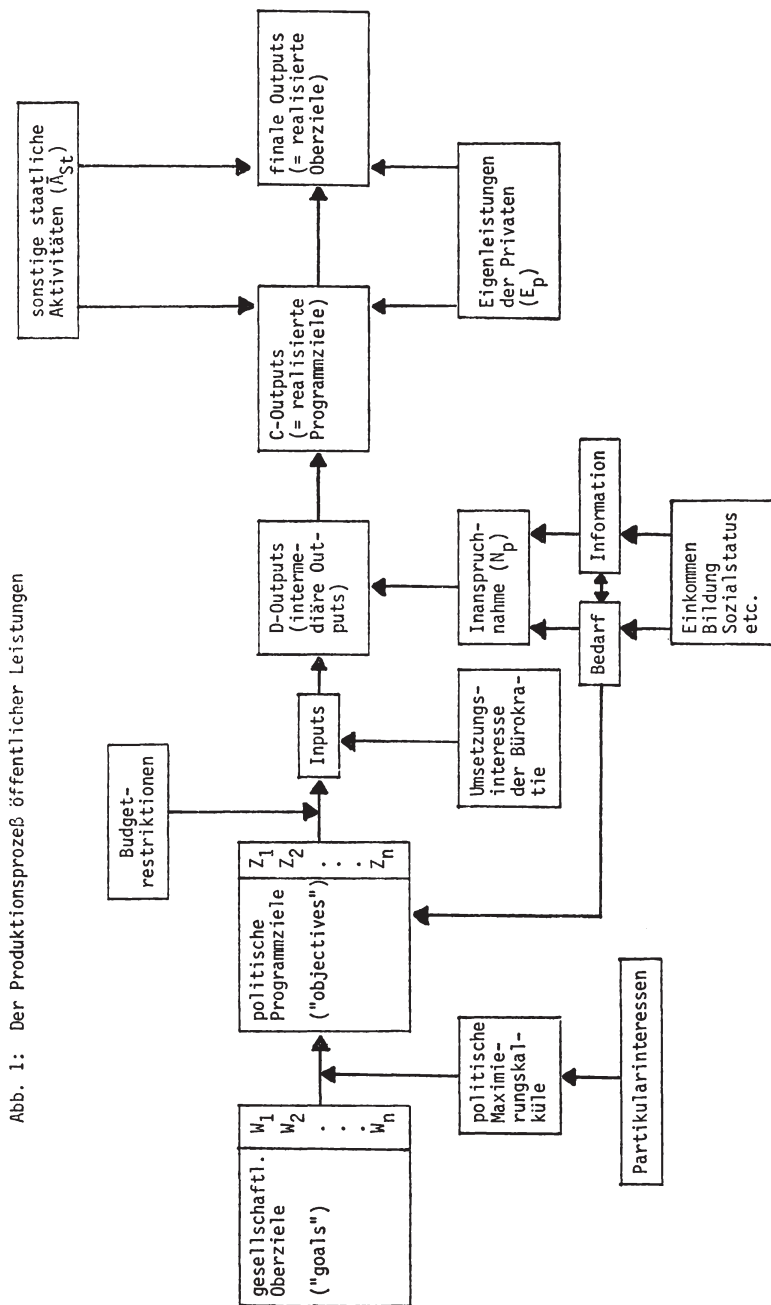 Abb. 1: Der Produktionsprozeß öffentlicher Leistungen
gesellschaftl.
Oberziele
("goals")
W1
W2
. . .
Wn
politische
Maximie-
rungskal-
küle
Partikularinteressen
politische
Programmziele
("objectives")
Z1
Z2
. . .
Zn
Budget-
restriktionen
Inputs
Umsetzungs-
interesse
der Bürokra-
tie
D-Outputs
(interme-
diäre Out-
puts)
Inanspruch-
nahme (Np)
Bedarf
Information
Einkommen
Bildung
Sozialstatus
etc.
C-Outputs
(= realisierte
Programmziele)
sonstige staatliche
Aktivitäten (ĀSt)
finale Outputs
(= realisierte
Oberziele)
Eigenleistungen
der Privaten
(Ep)